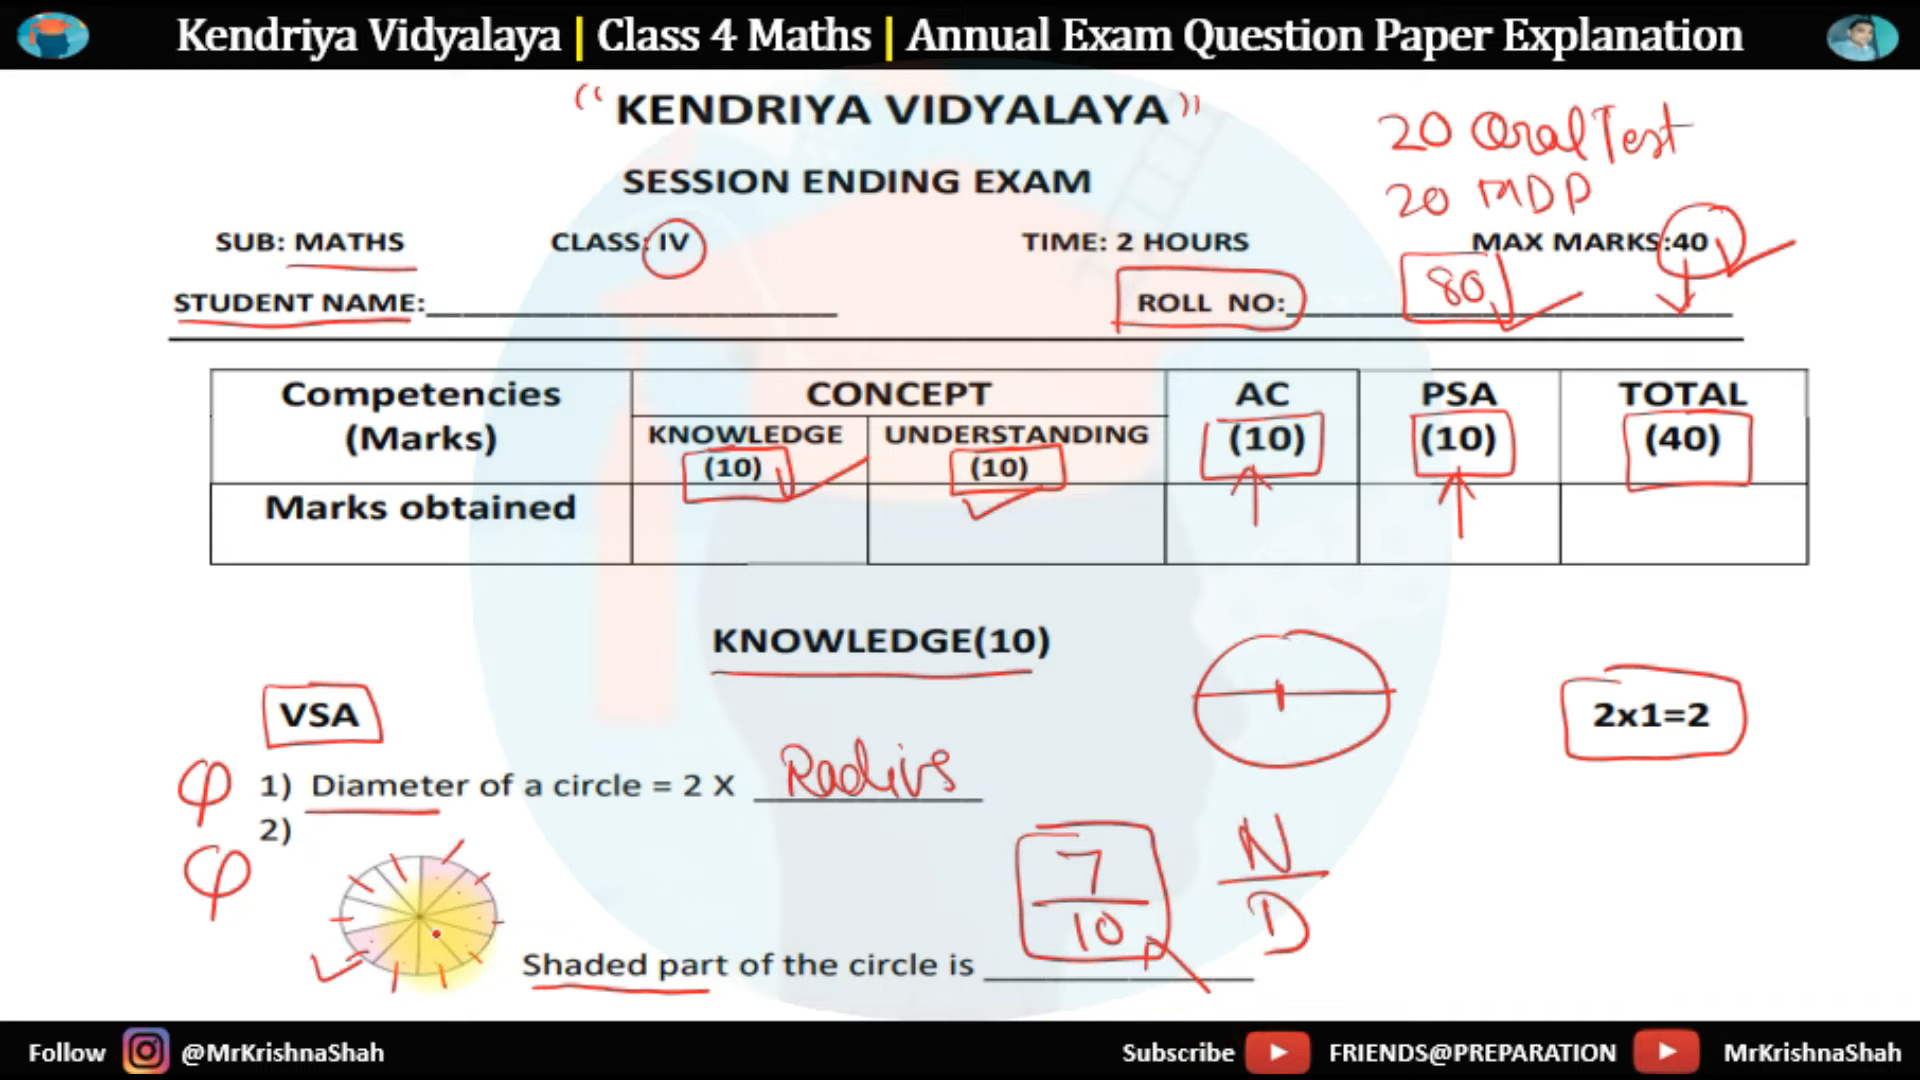 Kendriya Vidyalaya | Class 4 Maths | Annual Exam Question Paper Explanation
“ KENDRIYA VIDYALAYA ”
20 Oral Test
SESSION ENDING EXAM
20 MDP
SUB: MATHS CLASS: IV TIME: 2 HOURS MAX MARKS:40
80
STUDENT NAME:_______________ ROLL NO:_______________
Competencies (Marks) CONCEPT AC (10) PSA (10) TOTAL (40)
KNOWLEDGE (10) UNDERSTANDING (10)
Marks obtained
KNOWLEDGE(10)
VSA 2x1=2
φ 1) Diameter of a circle = 2 X Radius
φ 2)
Shaded part of the circle is _______________
7/10
N/D
Follow @MrKrishnaShah Subscribe FRIENDS@PREPARATION MrKrishnaShah